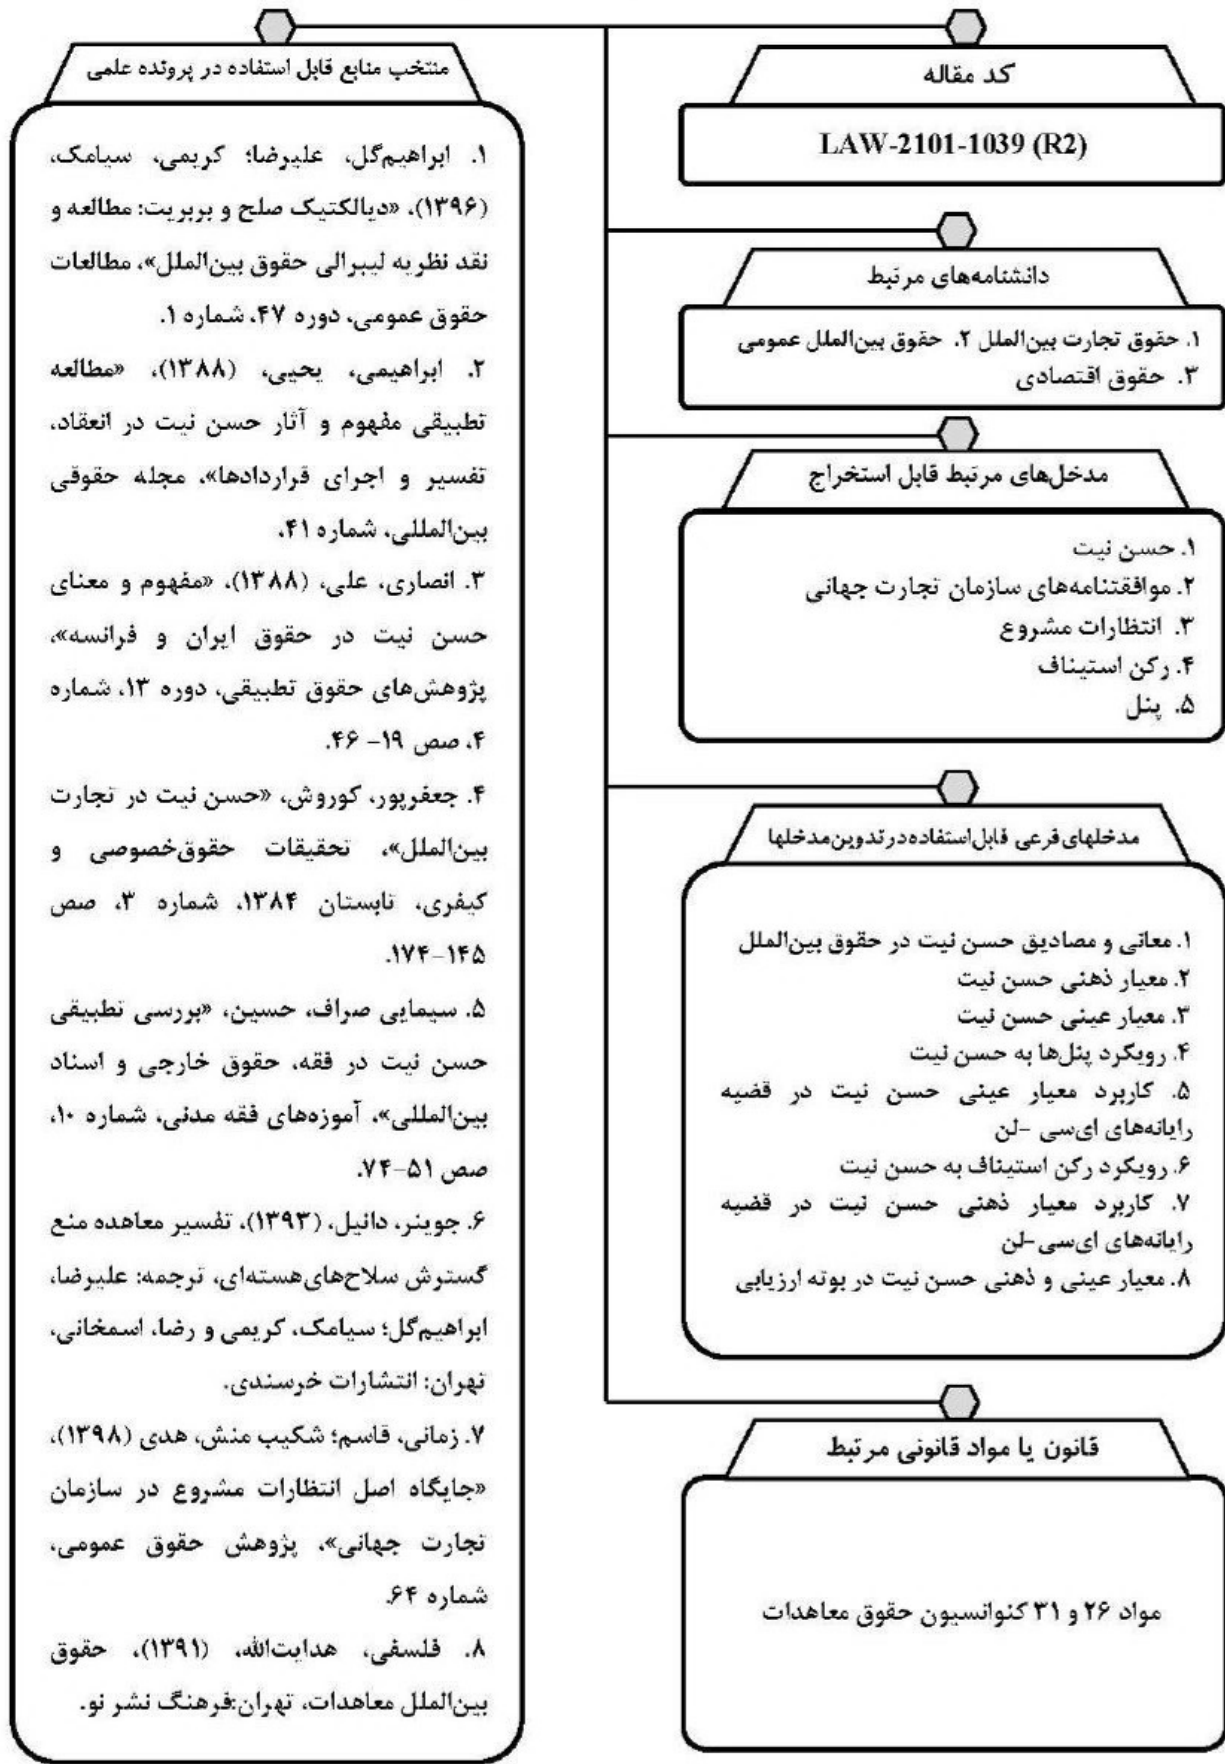 کد مقاله
LAW-2101-1039 (R2)
دانشنامه‌های مرتبط
۱. حقوق تجارت بین‌الملل ۲. حقوق بین‌الملل عمومی
۳. حقوق اقتصادی
مدخل‌های مرتبط قابل استخراج
۱. حسن نیت
۲. موافقتنامه‌های سازمان تجارت جهانی
۳. انتظارات مشروع
۴. رکن استیناف
۵. پنل
مدخلهای فرعی قابل‌استفاده‌در تدوین‌مدخلها
۱. معانی و مصادیق حسن نیت در حقوق بین‌الملل
۲. معیار ذهنی حسن نیت
۳. معیار عینی حسن نیت
۴. رویکرد پنل‌ها به حسن نیت
۵. کاربرد معیار عینی حسن نیت در قضیه
رایانه‌های ای‌سی -لن
۶. رویکرد رکن استیناف به حسن نیت
۷. کاربرد معیار ذهنی حسن نیت در قضیه
رایانه‌های ای‌سی-لن
۸. معیار عینی و ذهنی حسن نیت در بوته ارزیابی
قانون یا مواد قانونی مرتبط
مواد ۲۶ و ۳۱ کنوانسیون حقوق معاهدات
منتخب منابع قابل استفاده در پرونده علمی
۱. ابراهیم‌گل، علیرضا؛ کریمی، سیامک،
(۱۳۹۶)، «دیالکتیک صلح و بربریت: مطالعه و
نقد نظریه لیبرالی حقوق بین‌الملل»، مطالعات
حقوق عمومی، دوره ۴۷، شماره ۱.
۲. ابراهیمی، یحیی، (۱۳۸۸)، «مطالعه
تطبیقی مفهوم و آثار حسن نیت در انعقاد،
تفسیر و اجرای قراردادها»، مجله حقوقی
بین‌المللی، شماره ۴۱،
۳. انصاری، علی، (۱۳۸۸)، «مفهوم و معنای
حسن نیت در حقوق ایران و فرانسه»،
پژوهش‌های حقوق تطبیقی، دوره ۱۳، شماره
۴، صص ۱۹- ۴۶.
۴. جعفرپور، کوروش، «حسن نیت در تجارت
بین‌الملل»، تحقیقات حقوق‌خصوصی و
کیفری، تابستان ۱۳۸۴، شماره ۳، صص
۱۴۵-۱۷۴.
۵. سیمایی صراف، حسین، «بررسی تطبیقی
حسن نیت در فقه، حقوق خارجی و اسناد
بین‌المللی»، آموزه‌های فقه مدنی، شماره ۱۰،
صص ۵۱-۷۴.
۶. جوینر، دانیل، (۱۳۹۳)، تفسیر معاهده منع
گسترش سلاح‌های‌هسته‌ای، ترجمه: علیرضا،
ابراهیم‌گل؛ سیامک، کریمی و رضا، اسمخانی،
تهران: انتشارات خرسندی.
۷. زمانی، قاسم؛ شکیب منش، هدی (۱۳۹۸)،
«جایگاه اصل انتظارات مشروع در سازمان
تجارت جهانی»، پژوهش حقوق عمومی،
شماره ۶۴.
۸. فلسفی، هدایت‌الله، (۱۳۹۱)، حقوق
بین‌الملل معاهدات، تهران:فرهنگ نشر نو.